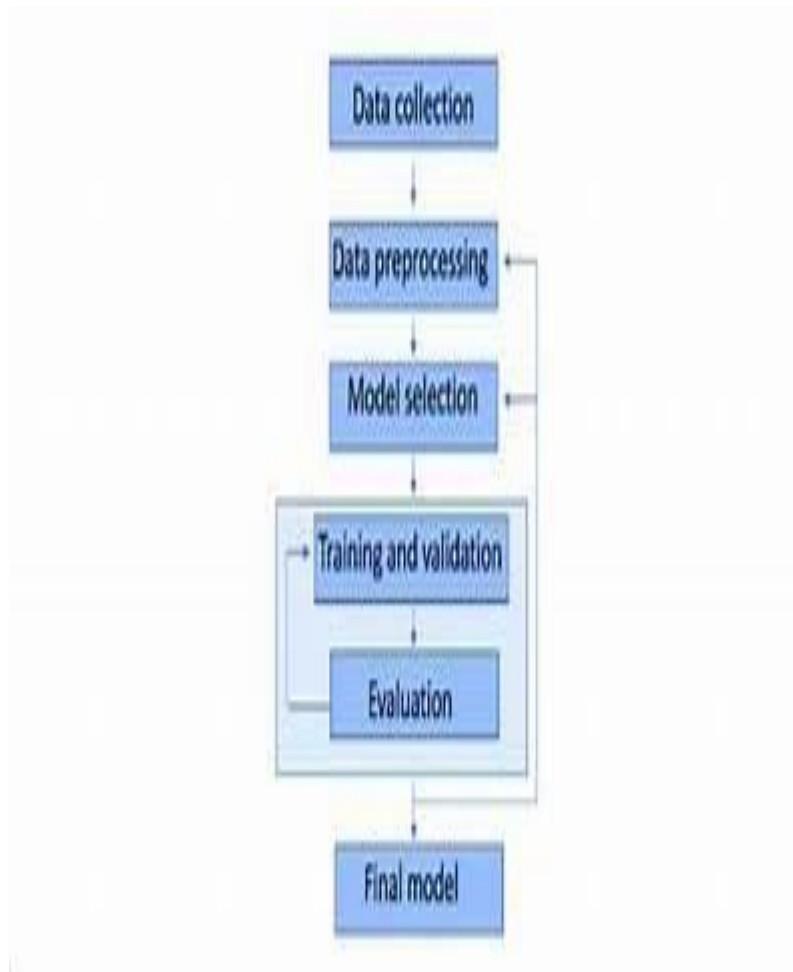 Data collection
Data preprocessing
Model selection
Training and validation
Evaluation
Final model